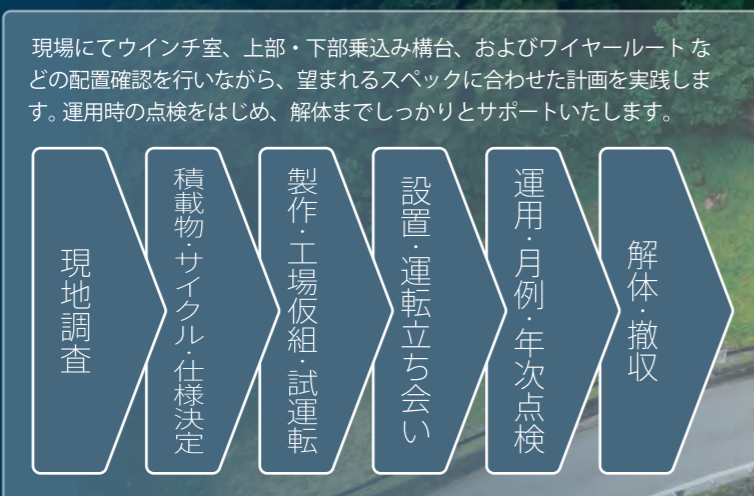 現場にてウインチ室、上部・下部乗込み構台、およびワイヤールート な
どの配置確認を行いながら、望まれるスペックに合わせた計画を実践しま
す。運用時の点検をはじめ、解体までしっかりとサポートいたします。
現地調査
積載物・サイクル・仕様決定
製作・工場仮組・試運転
設置・運転立ち会い
運用・月例・年次点検
解体・撤収